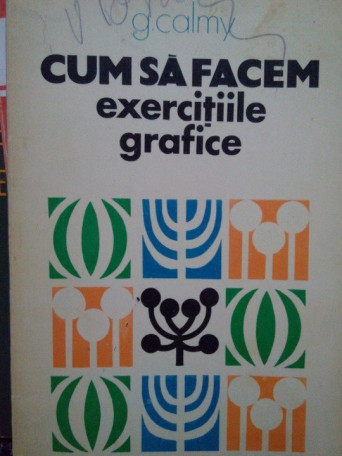 g.calmy
CUM SĂ FACEM
exercițiile
grafice